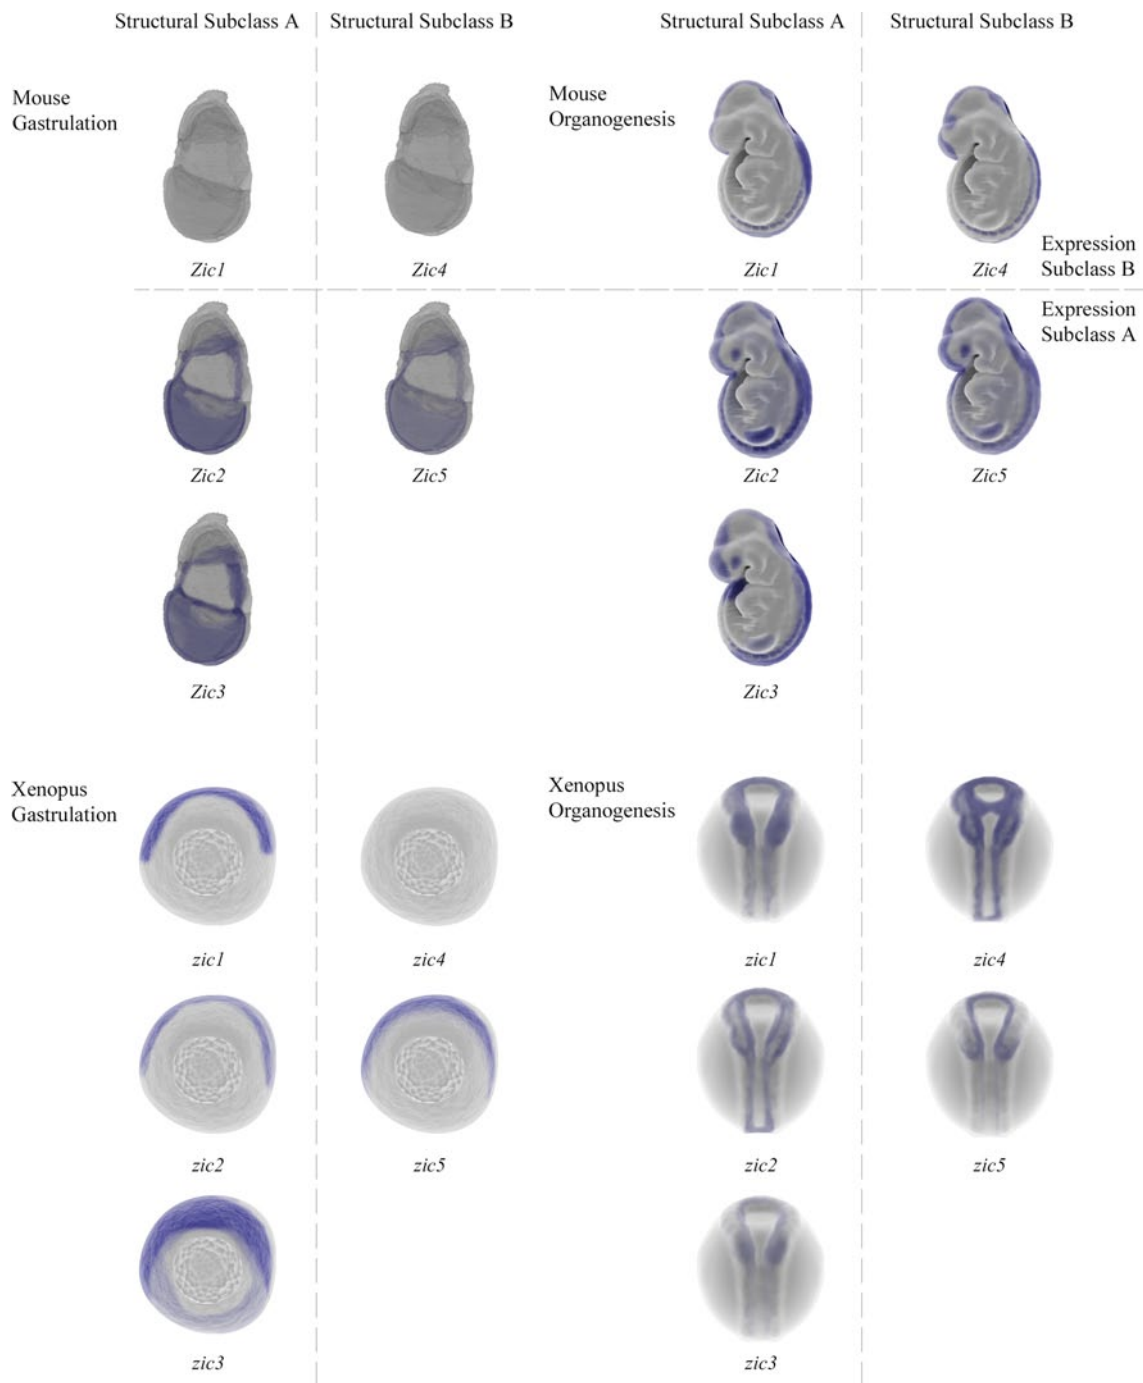 Structural Subclass A
Structural Subclass B
Structural Subclass A
Structural Subclass B
Mouse
Gastrulation
Mouse
Organogenesis
Zic1
Zic4
Zic1
Zic4
Expression
Subclass B
Expression
Subclass A
Zic2
Zic5
Zic2
Zic5
Zic3
Zic3
Xenopus
Gastrulation
Xenopus
Organogenesis
zic1
zic4
zic1
zic4
zic2
zic5
zic2
zic5
zic3
zic3